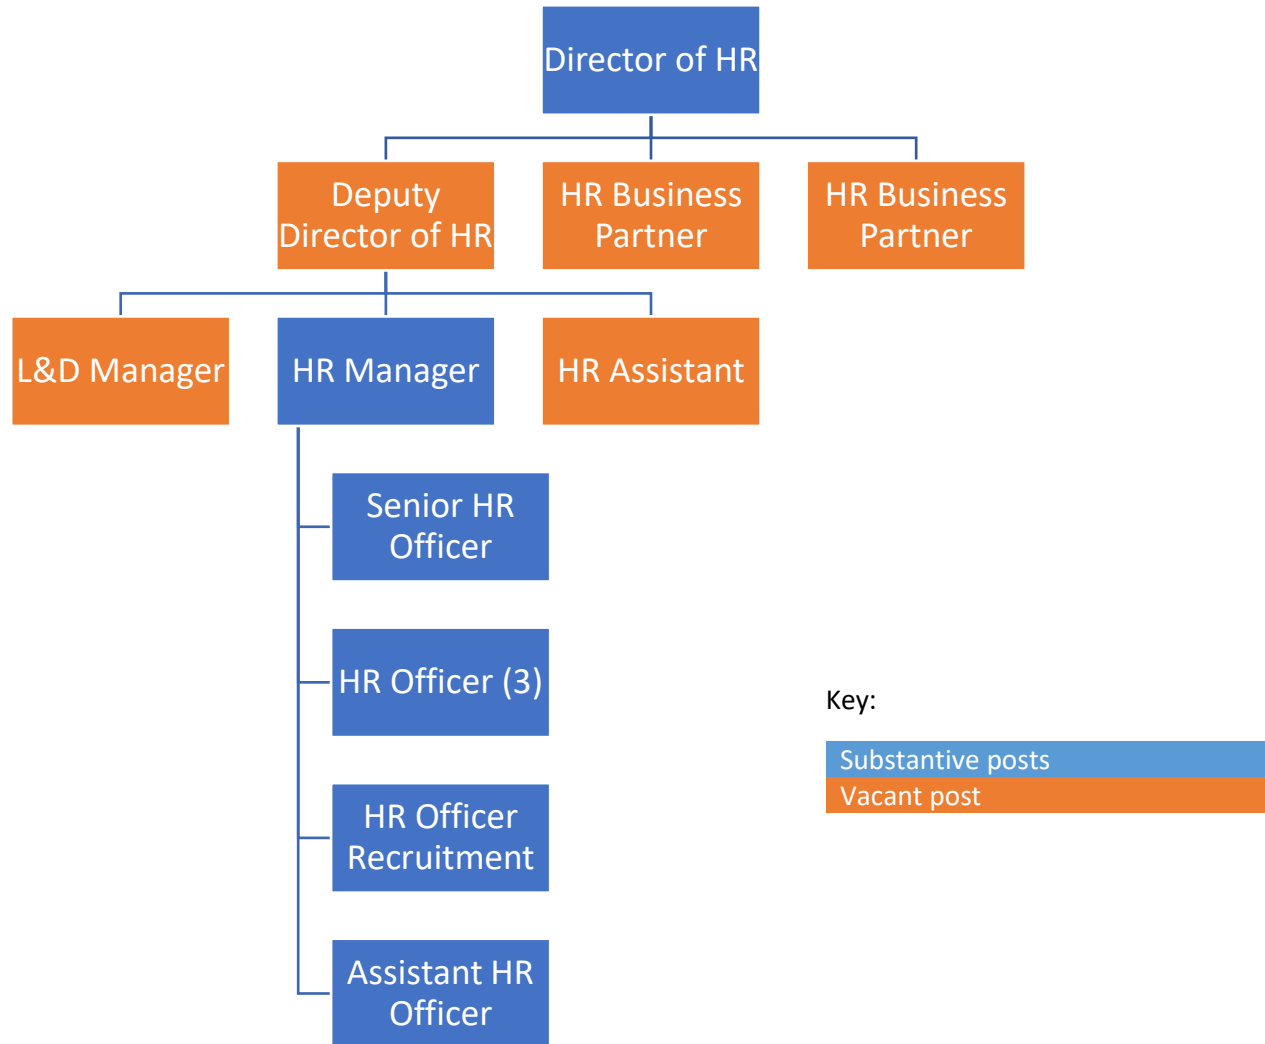 Director of HR
Deputy
Director of HR
HR Business
Partner
HR Business
Partner
L&D Manager
HR Manager
HR Assistant
Senior HR
Officer
HR Officer (3)
HR Officer
Recruitment
Assistant HR
Officer
Key:
Substantive posts
Vacant post